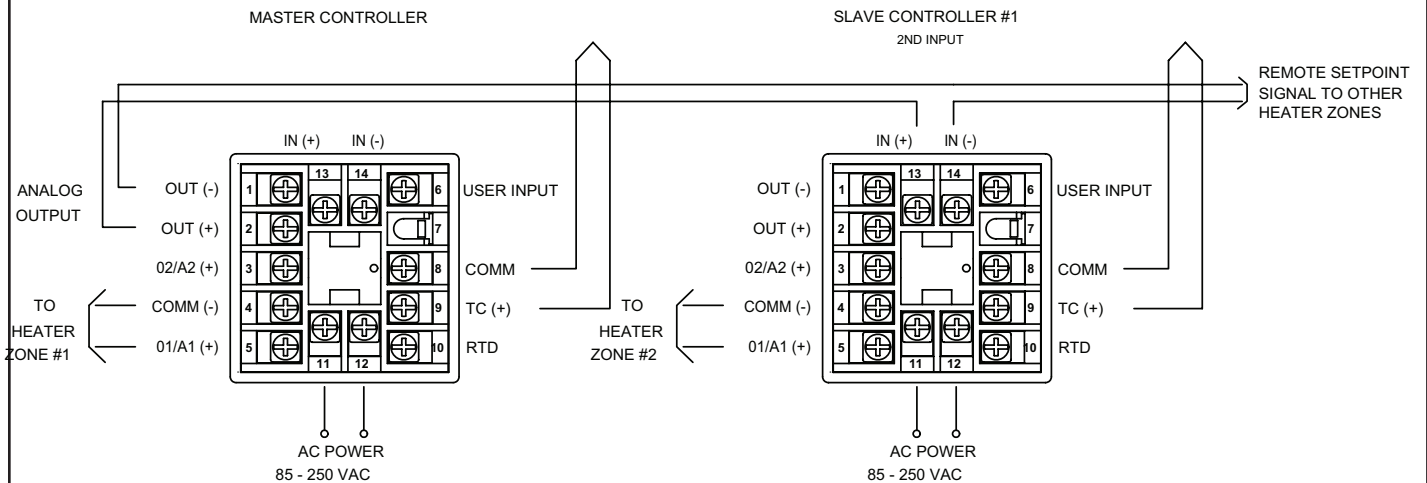 MASTER CONTROLLER
SLAVE CONTROLLER #1
2ND INPUT
REMOTE SETPOINT
SIGNAL TO OTHER
HEATER ZONES
IN (+) IN (-)
ANALOG
OUTPUT
OUT (-)
OUT (+)
02/A2 (+)
COMM (-)
01/A1 (+)
TO
HEATER
ZONE #1
1
2
3
4
5
13 14
11 12
6
7
8
9
10
USER INPUT
COMM
TC (+)
RTD
AC POWER
85 - 250 VAC
IN (+) IN (-)
OUT (-)
OUT (+)
02/A2 (+)
COMM (-)
01/A1 (+)
TO
HEATER
ZONE #2
1
2
3
4
5
13 14
11 12
6
7
8
9
10
USER INPUT
COMM
TC (+)
RTD
AC POWER
85 - 250 VAC